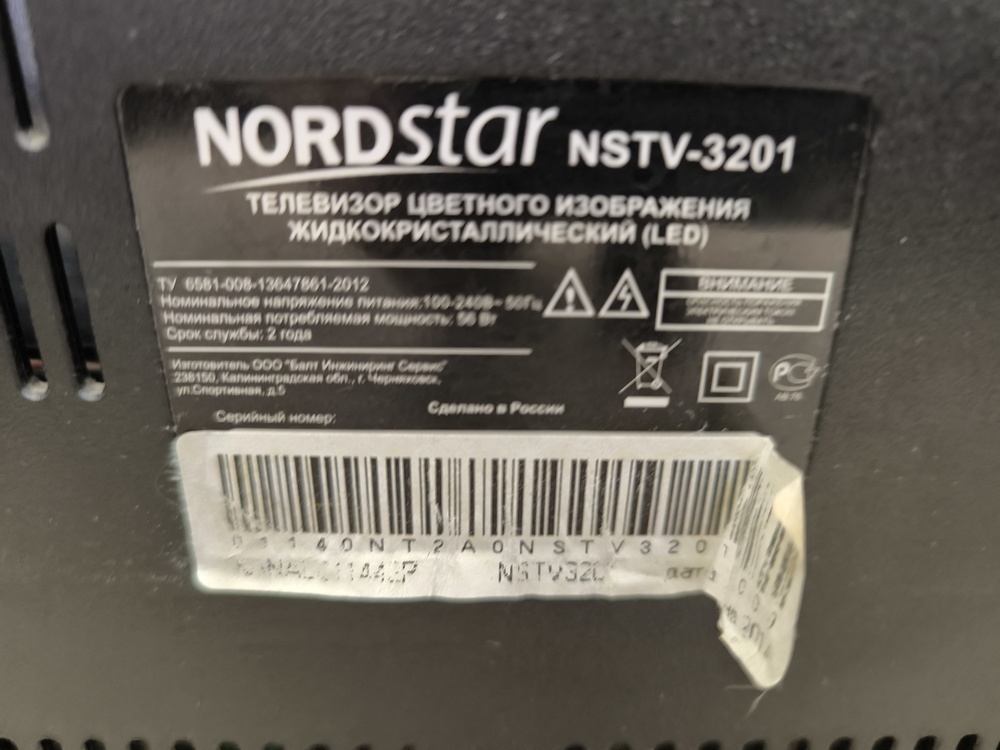 NORDstar NSTV-3201
ТЕЛЕВИЗОР ЦВЕТНОГО ИЗОБРАЖЕНИЯ
ЖИДКОКРИСТАЛЛИЧЕСКИЙ (LED)
ТУ 6581-008-13647861-2012
Номинальное напряжение питания:100-240В~ 50Гц
Номинальная потребляемая мощность: 56 Вт
Срок службы: 2 года
ВНИМАНИЕ
Изготовитель ООО "Балт Инжиниринг Сервис"
238150, Калининградская обл., г. Черняховск,
ул.Спортивная, д.5
Сделано в России
Серийный номер:
140NT2A0NSTV320
NSTV320